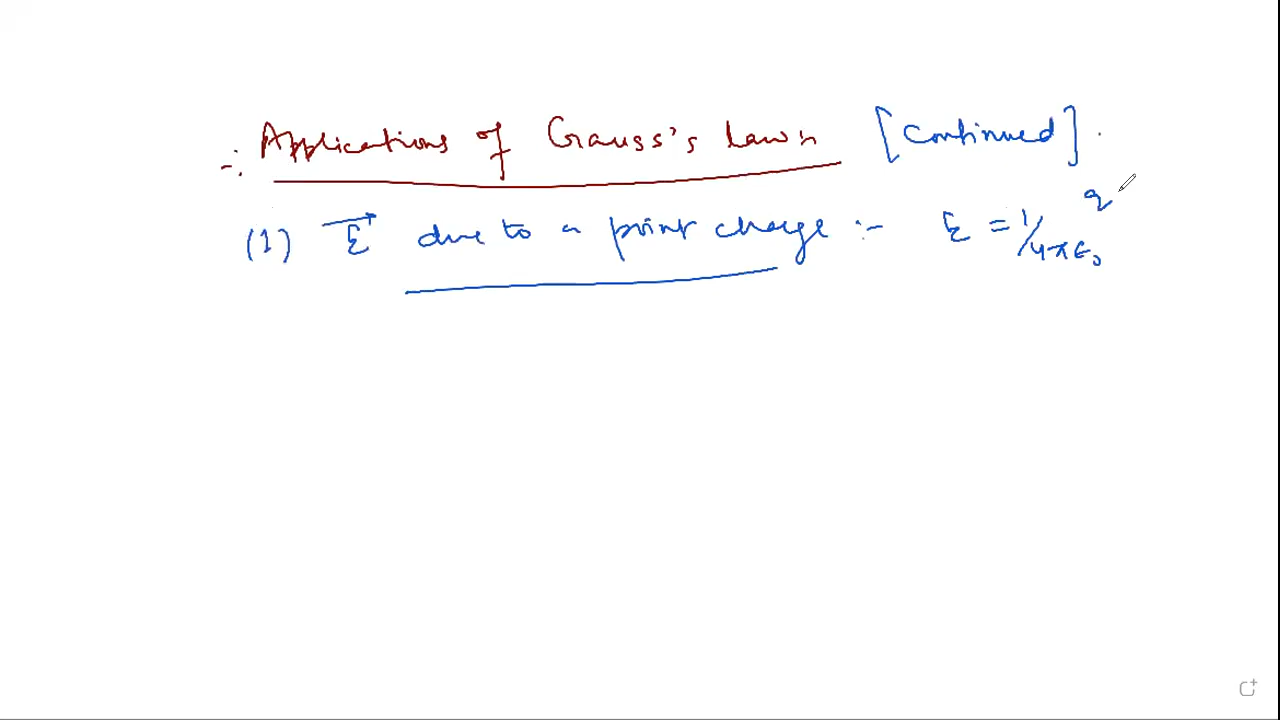 ∴ Applications of Gauss's Law [Continued].
(1) E⃗ due to a point charge :- E = 1/4πε₀ q